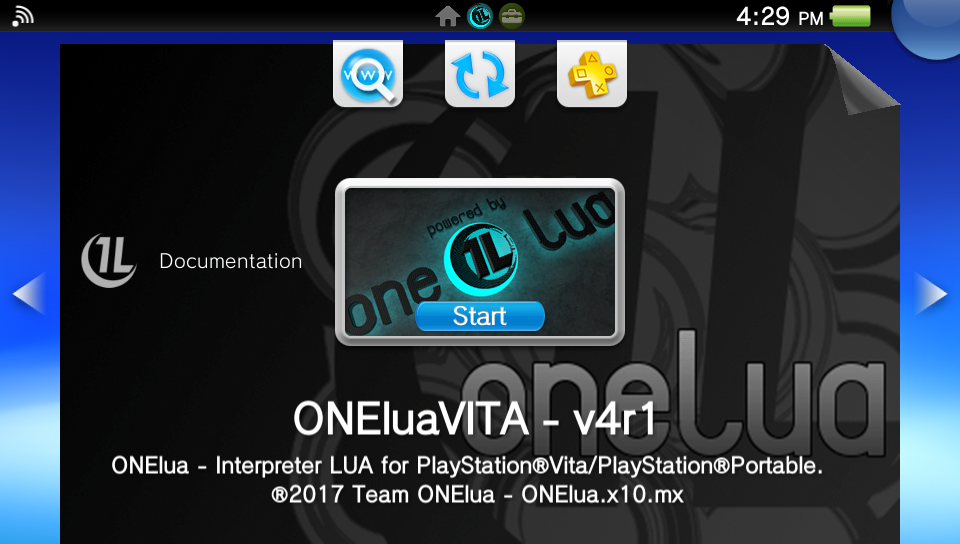 4:29 PM
www
Documentation
powered by
one lua
1L
Start
onelua
ONEluaVITA - v4r1
ONElua - Interpreter LUA for PlayStation®Vita/PlayStation®Portable.
®2017 Team ONElua - ONElua.x10.mx